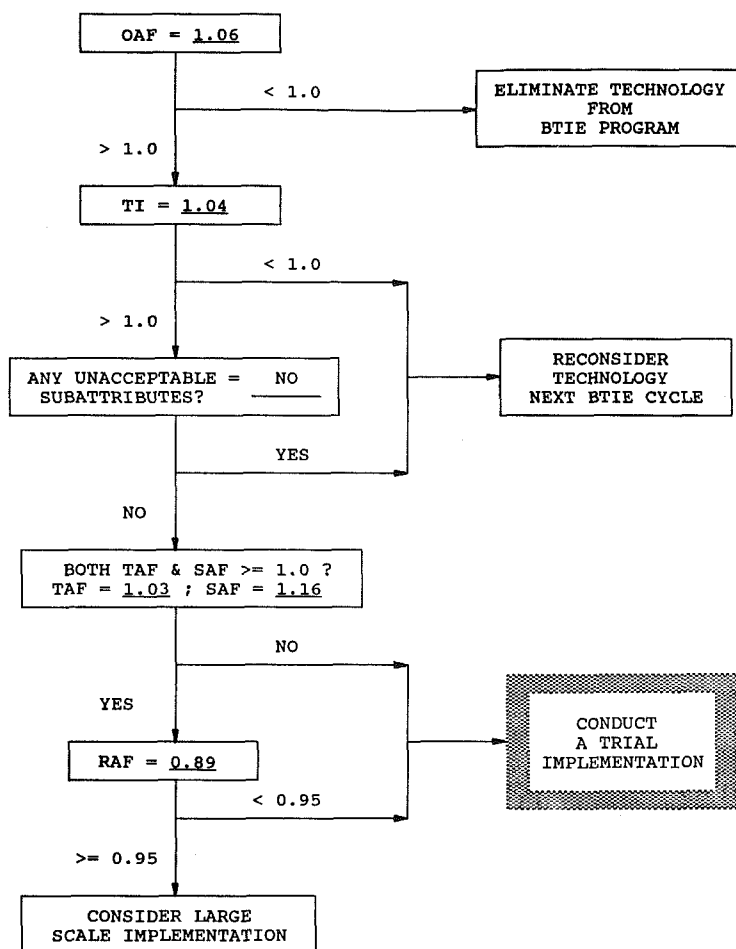 OAF = 1.06
< 1.0
ELIMINATE TECHNOLOGY
FROM
BTIE PROGRAM
> 1.0
TI = 1.04
< 1.0
> 1.0
ANY UNACCEPTABLE = NO
SUBATTRIBUTES?
RECONSIDER
TECHNOLOGY
NEXT BTIE CYCLE
YES
NO
BOTH TAF & SAF >= 1.0 ?
TAF = 1.03 ; SAF = 1.16
NO
YES
CONDUCT
A TRIAL
IMPLEMENTATION
RAF = 0.89
< 0.95
>= 0.95
CONSIDER LARGE
SCALE IMPLEMENTATION